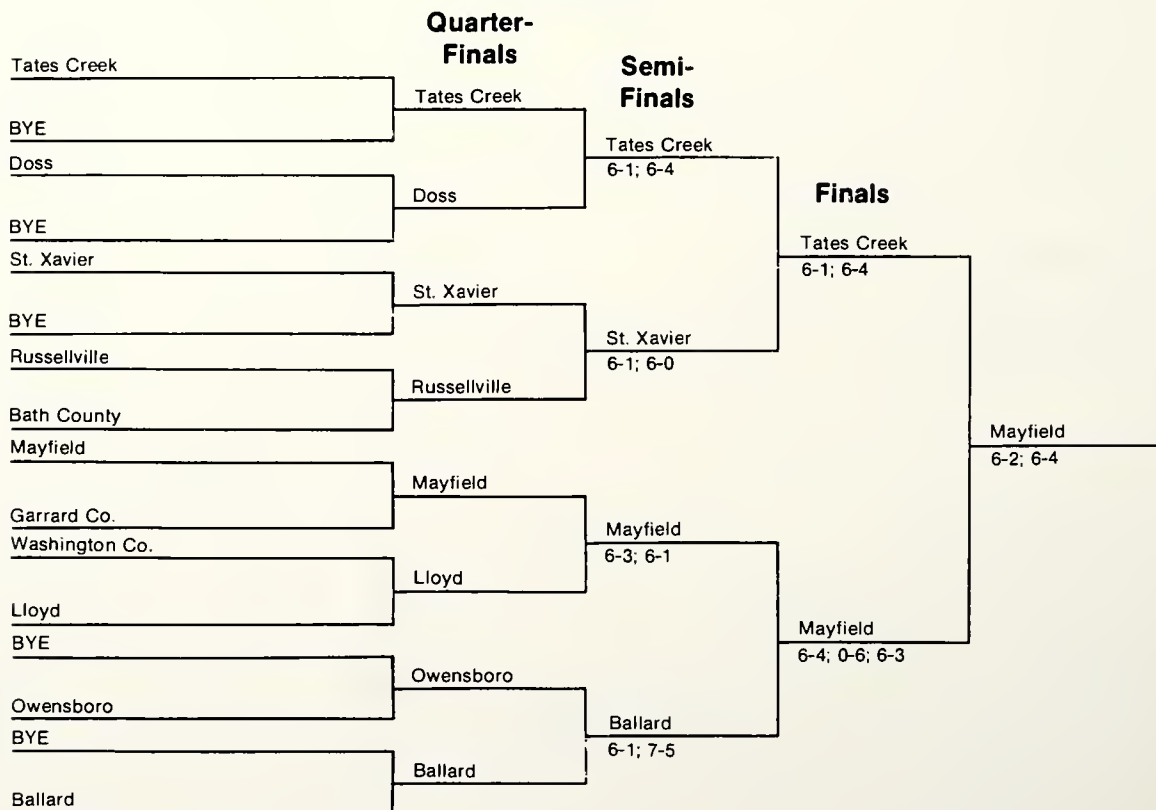 Quarter-
Finals
Semi-
Finals
Finals
Tates Creek
BYE
Doss
BYE
St. Xavier
BYE
Russellville
Bath County
Mayfield
Garrard Co.
Washington Co.
Lloyd
BYE
Owensboro
BYE
Ballard
Tates Creek
Doss
St. Xavier
Russellville
Mayfield
Lloyd
Owensboro
Ballard
Tates Creek
6-1; 6-4
St. Xavier
6-1; 6-0
Mayfield
6-3; 6-1
Ballard
6-1; 7-5
Tates Creek
6-1; 6-4
Mayfield
6-4; 0-6; 6-3
Mayfield
6-2; 6-4